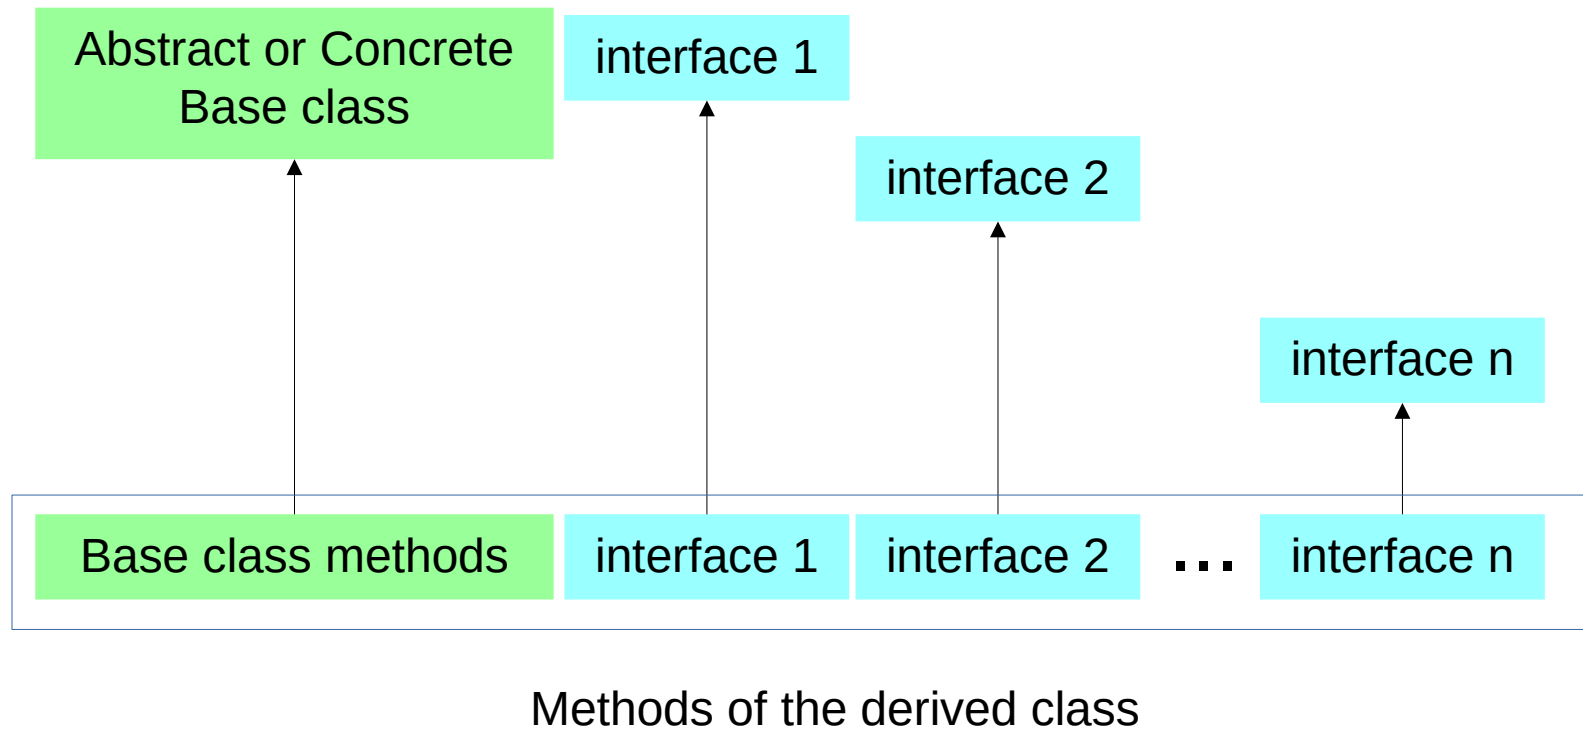 Abstract or Concrete
Base class
interface 1
interface 2
interface n
Base class methods
interface 1
interface 2
...
interface n
Methods of the derived class